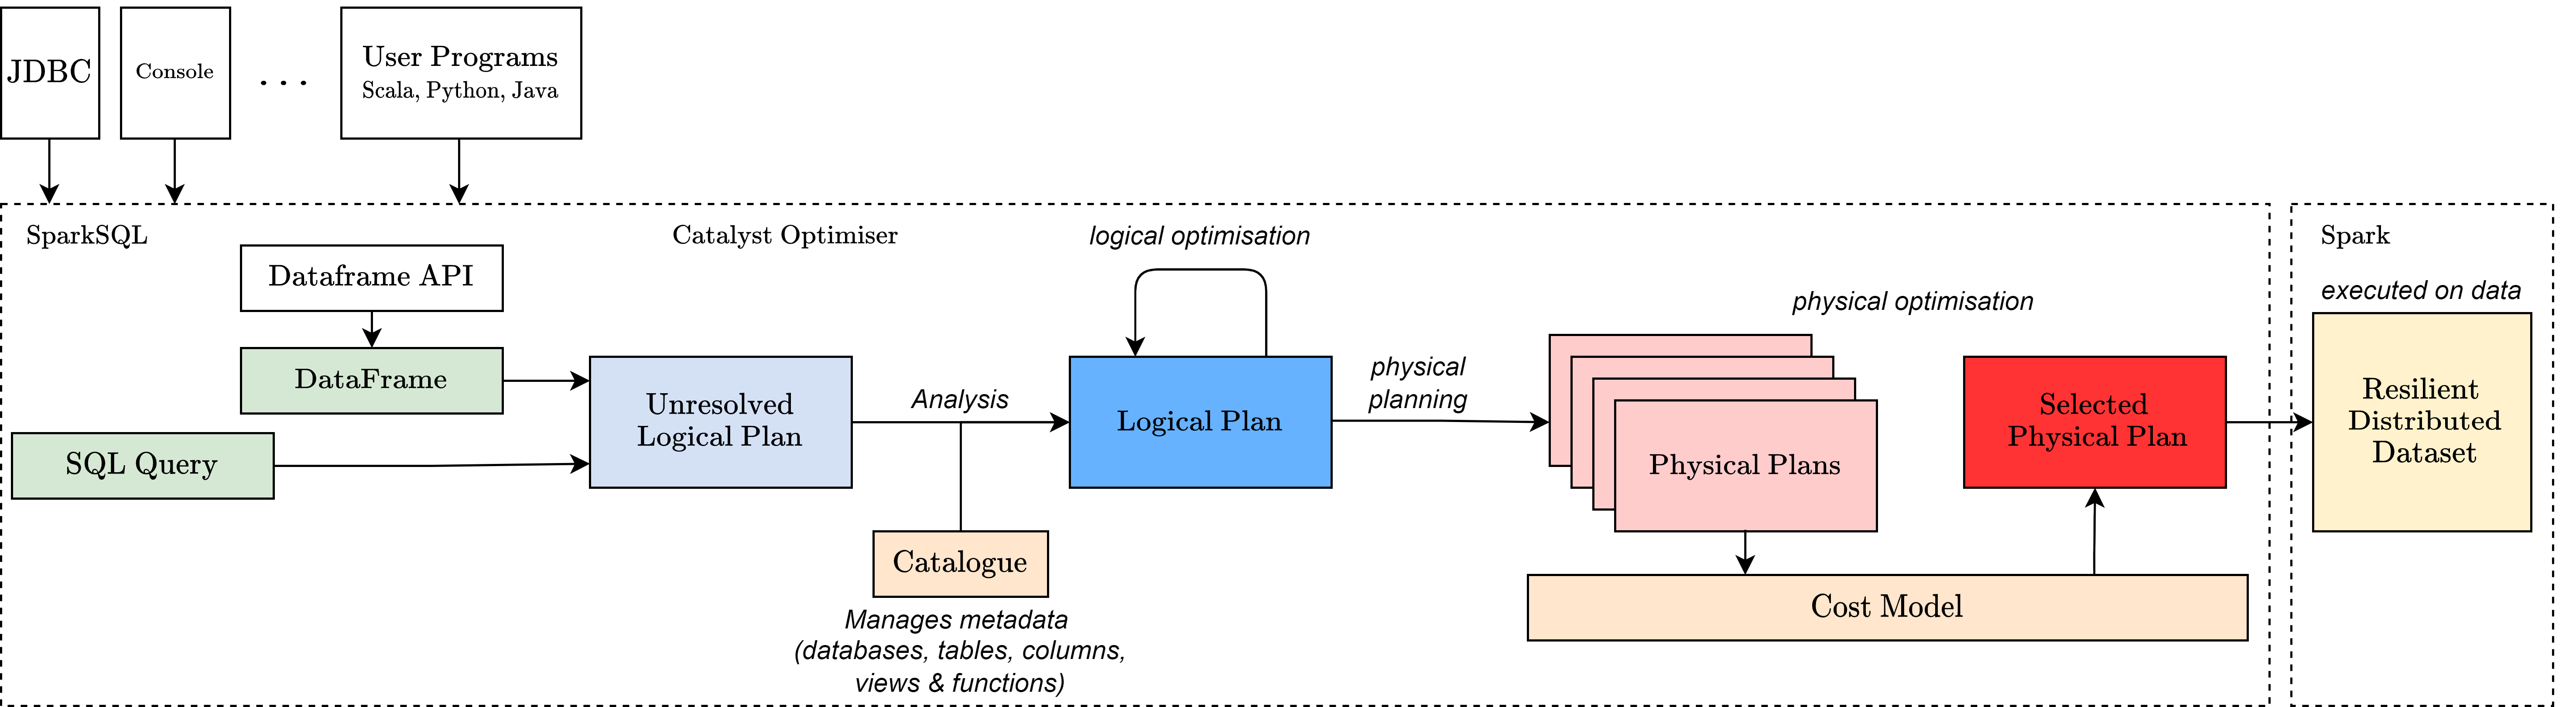 JDBC
Console
. . .
User Programs
Scala, Python, Java
SparkSQL
Catalyst Optimiser
logical optimisation
Spark
Dataframe API
executed on data
physical optimisation
DataFrame
SQL Query
Unresolved
Logical Plan
Analysis
Logical Plan
physical
planning
Physical Plans
Selected
Physical Plan
Resilient
Distributed
Dataset
Catalogue
Manages metadata
(databases, tables, columns,
views & functions)
Cost Model